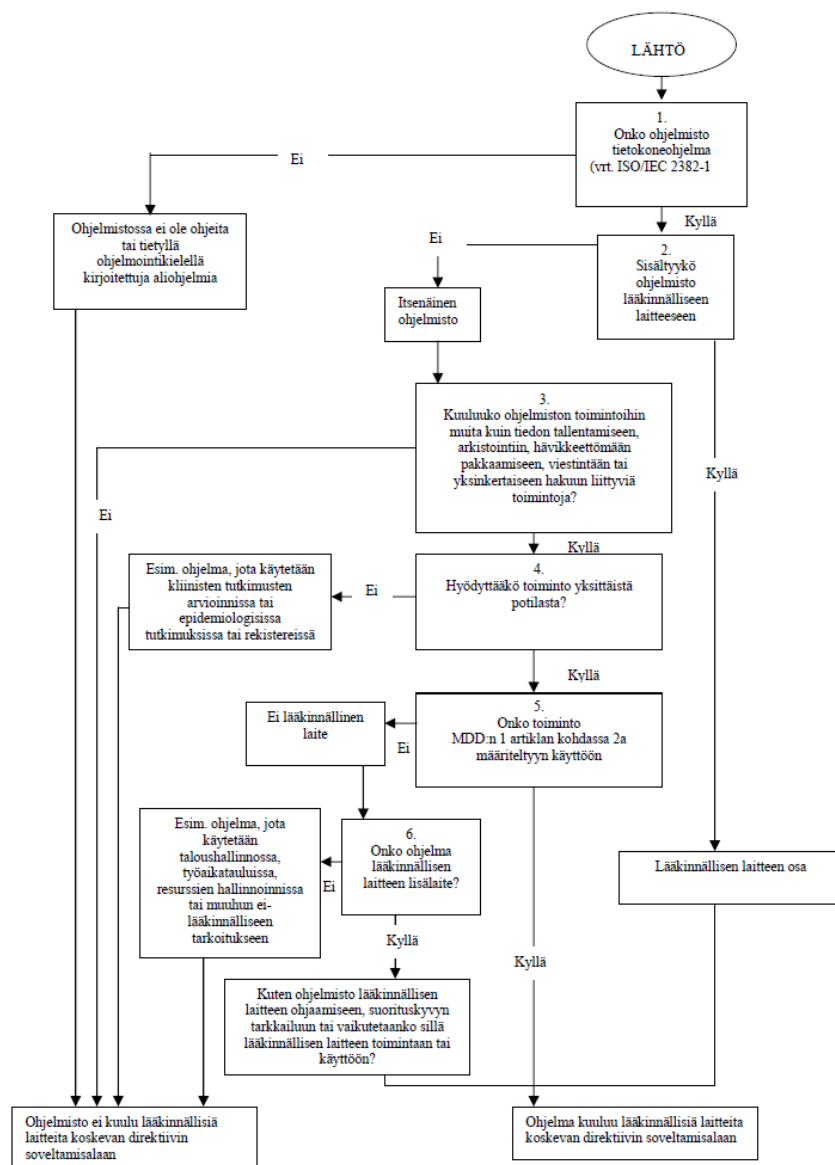 LÄHTÖ
1.
Onko ohjelmisto
tietokoneohjelma
(vrt. ISO/IEC 2382-1
Ei
Kyllä
Ohjelmistossa ei ole ohjeita
tai tietyllä
ohjelmointikielellä
kirjoitettuja aliohjelmia
Ei
2.
Sisältyykö
ohjelmisto
lääkinnälliseen
laitteeseen
Itsenäinen
ohjelmisto
3.
Kuuluuko ohjelmiston toimintoihin
muita kuin tiedon tallentamiseen,
arkistointiin, hävikkeettömään
pakkaamiseen, viestintään tai
yksinkertaiseen hakuun liittyviä
toimintoja?
Kyllä
Ei
Kyllä
Esim. ohjelma, jota käytetään
kliinisten tutkimusten
arvioinnissa tai
epidemiologisissa
tutkimuksissa tai rekistereissä
Ei
4.
Hyödyttääkö toiminto yksittäistä
potilasta?
Kyllä
Ei lääkinnällinen
laite
Ei
5.
Onko toiminto
MDD:n 1 artiklan kohdassa 2a
määriteltyyn käyttöön
Esim. ohjelma, jota
käytetään
taloushallinnossa,
työaikatauluissa,
resurssien hallinnoinnissa
tai muuhun ei-
lääkinnälliseen
tarkoitukseen
Ei
6.
Onko ohjelma
lääkinnällisen
laitteen lisälaite?
Lääkinnällisen laitteen osa
Kyllä
Kyllä
Kuten ohjelmisto lääkinnällisen
laitteen ohjaamiseen, suorituskyvyn
tarkkailuun tai vaikutetaanko sillä
lääkinnällisen laitteen toimintaan tai
käyttöön?
Ohjelmisto ei kuulu lääkinnällisiä
laitteita koskevan direktiivin
soveltamisalaan
Ohjelma kuuluu lääkinnällisiä laitteita
koskevan direktiivin soveltamisalaan